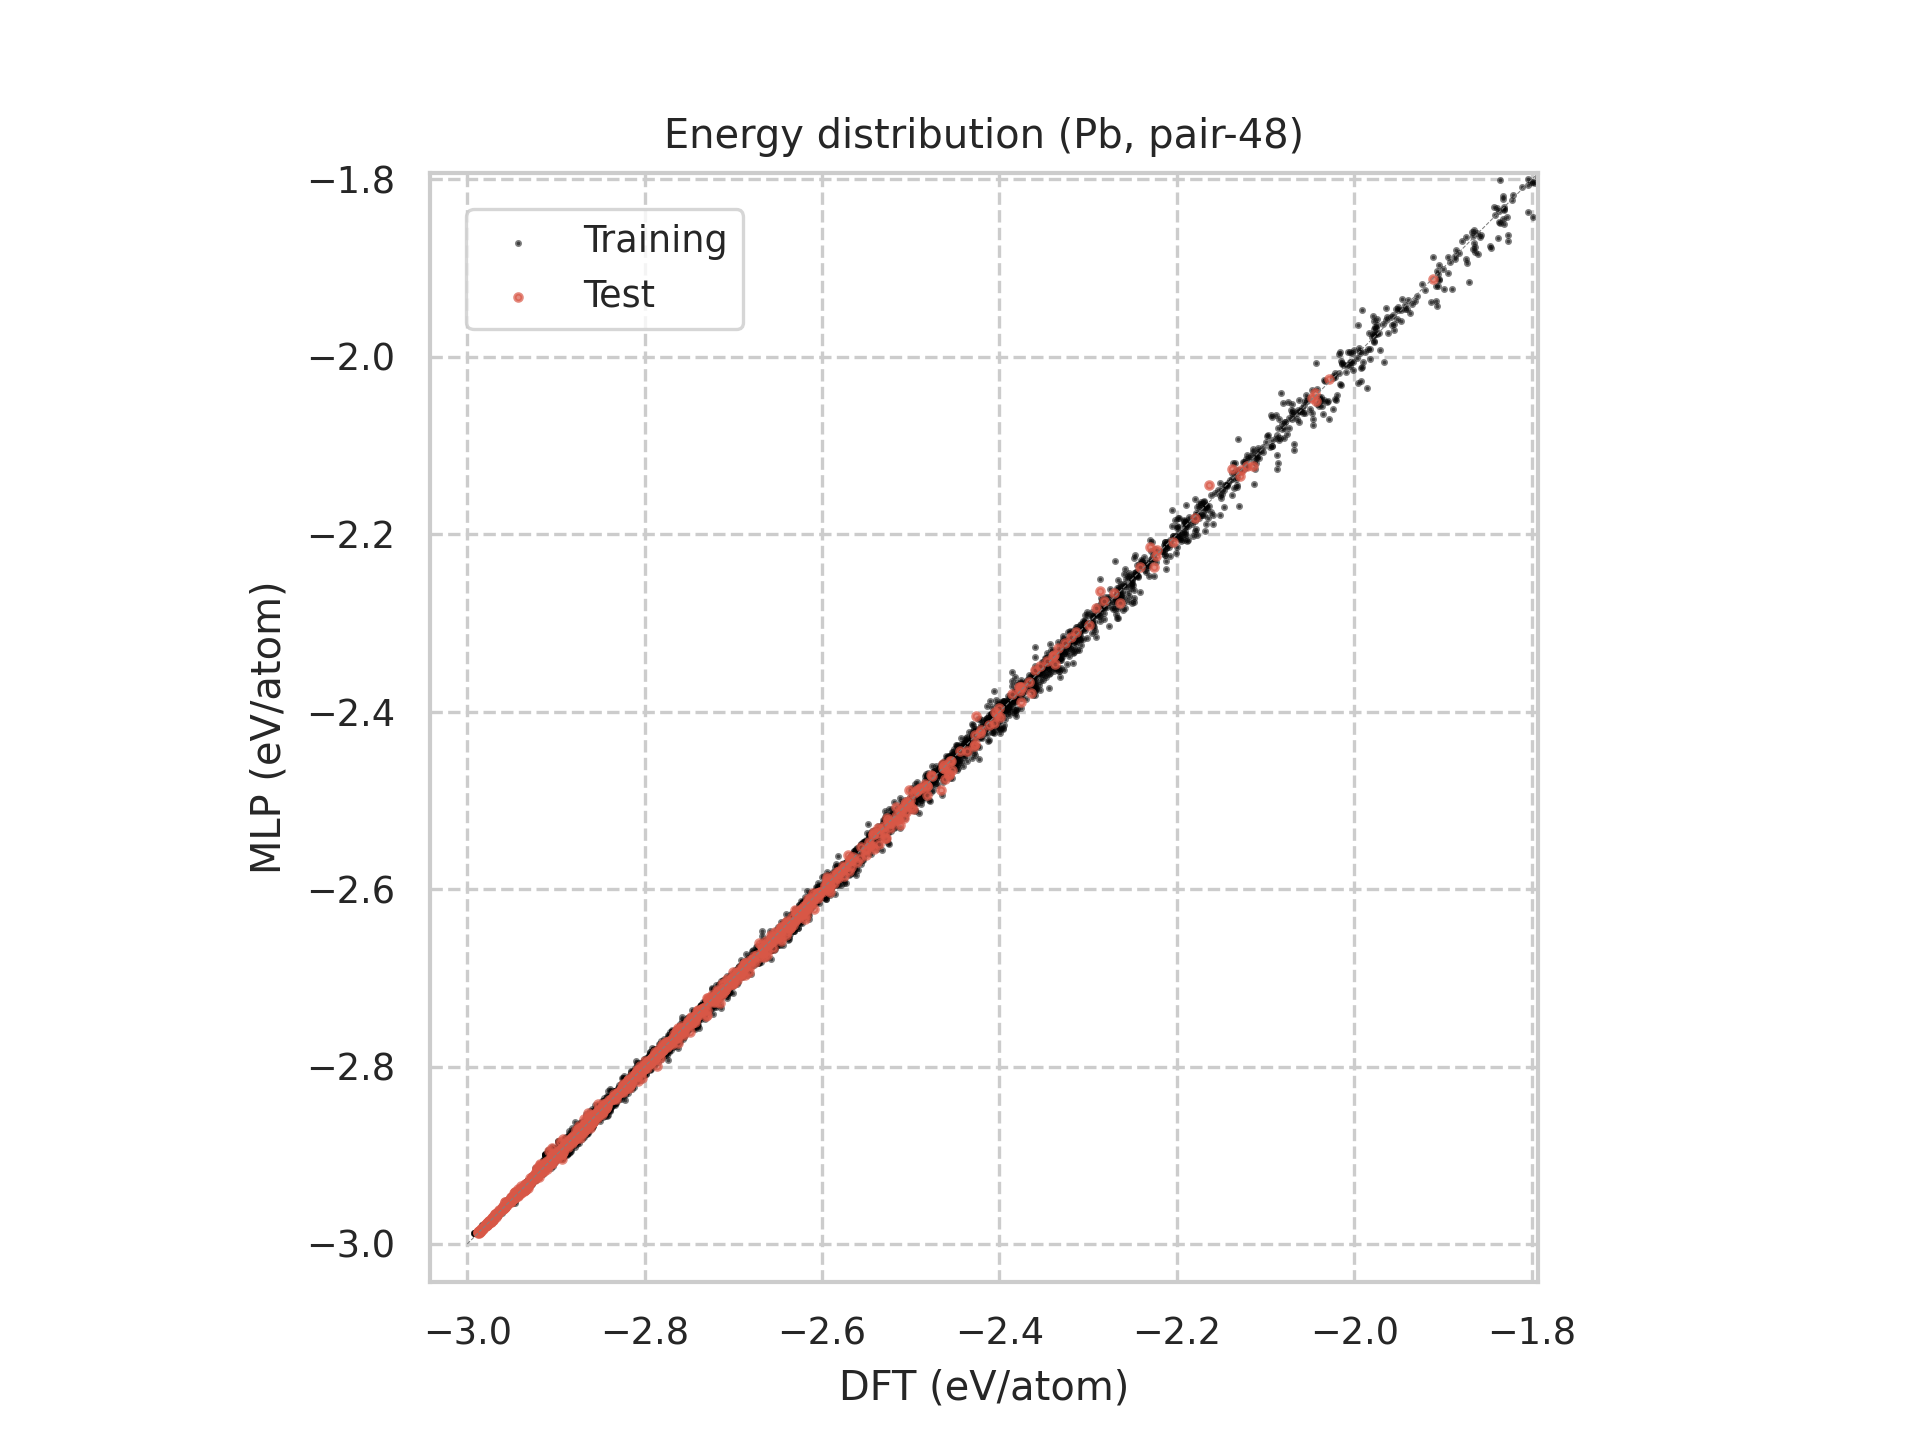 Energy distribution (Pb, pair-48)
Training
Test
−1.8
−2.0
−2.2
−2.4
−2.6
−2.8
−3.0
MLP (eV/atom)
−3.0 −2.8 −2.6 −2.4 −2.2 −2.0 −1.8
DFT (eV/atom)